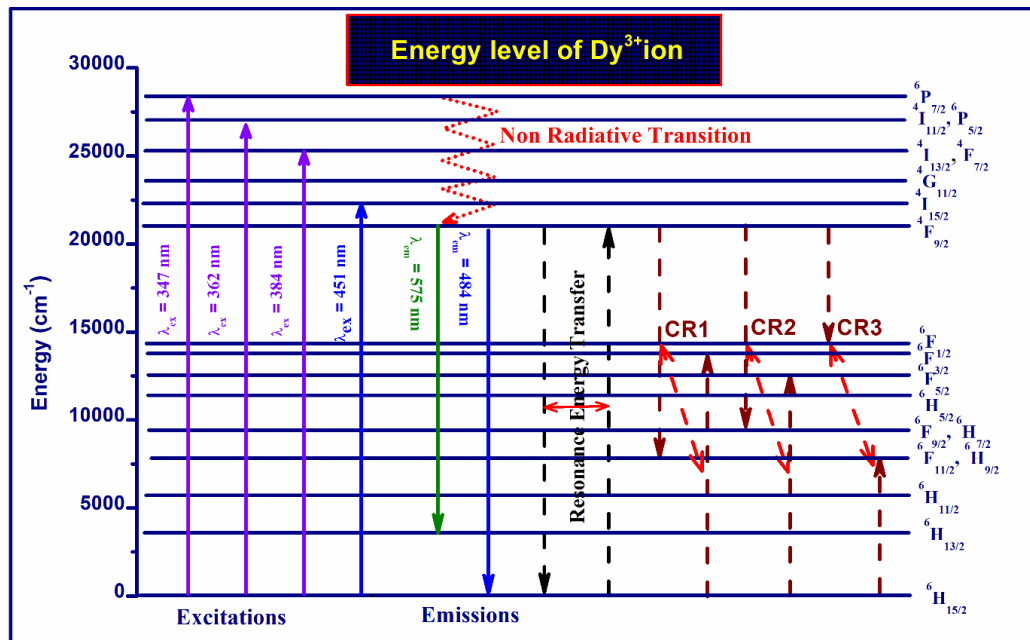 Energy level of Dy³⁺ion
30000
25000
20000
15000
10000
5000
0
Energy (cm⁻¹)
Non Radiative Transition
λex = 347 nm
λex = 362 nm
λex = 384 nm
λex = 451 nm
λem = 575 nm
λem = 484 nm
Resonance Energy Transfer
CR1
CR2
CR3
⁶P7/2
⁴I11/2,⁶P5/2
⁴I13/2,⁴F7/2
⁴G11/2
⁴I15/2
⁴F9/2
⁶F1/2
⁶F3/2
⁶F5/2
⁶H5/2
⁶F9/2,⁶H7/2
⁶F11/2,⁶H9/2
⁶H11/2
⁶H13/2
⁶H15/2
Excitations
Emissions